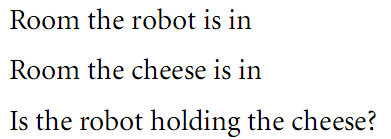 Room the robot is in
Room the cheese is in
Is the robot holding the cheese?